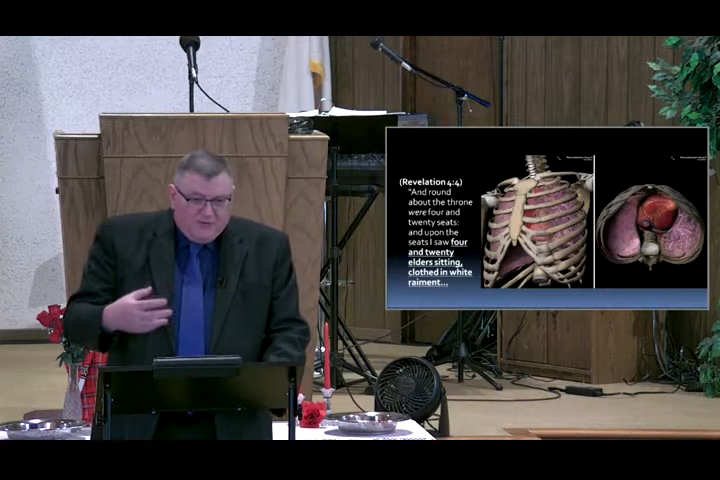 (Revelation 4:4)
"And round
about the throne
were four and
twenty seats:
and upon the
seats I saw four
and twenty
elders sitting,
clothed in white
raiment...